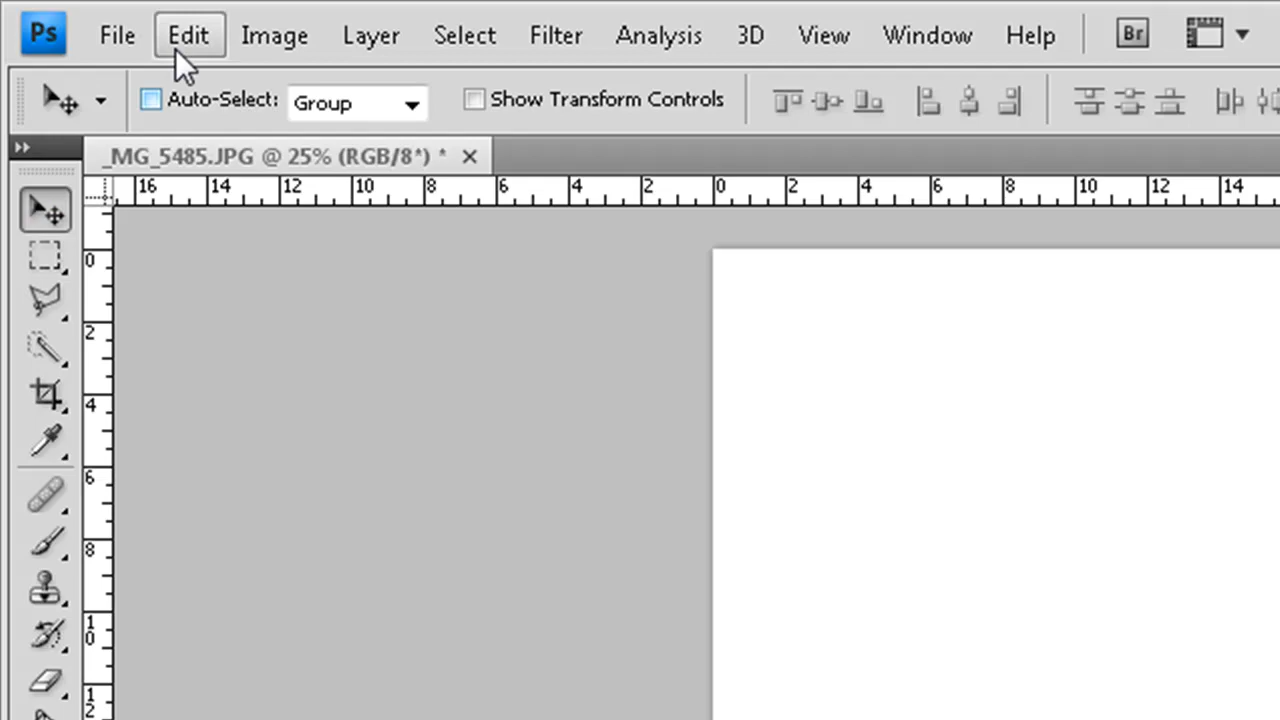 Ps File Edit Image Layer Select Filter Analysis 3D View Window Help Br
Auto-Select: Group Show Transform Controls
_MG_5485.JPG @ 25% (RGB/8*) *
16 14 12 10 8 6 4 2 0 2 4 6 8 10 12 14
0
2
4
6
8
10
12